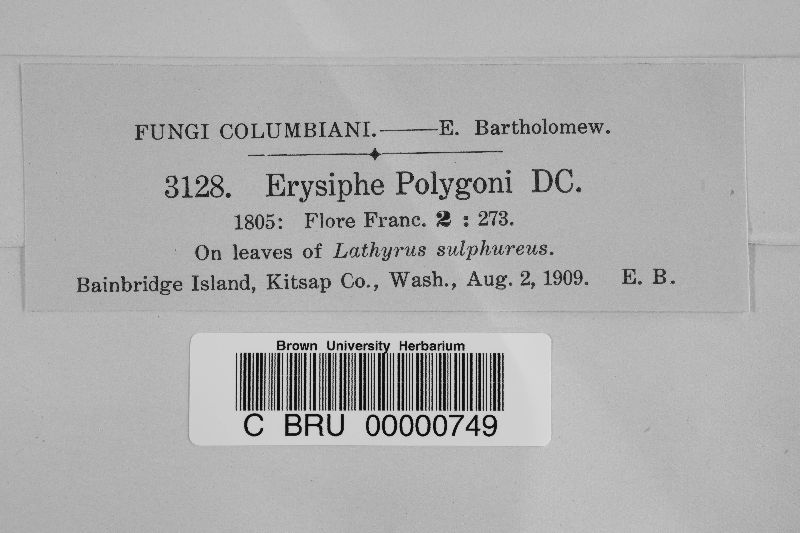 FUNGI COLUMBIANI.——E. Bartholomew.
3128. Erysiphe Polygoni DC.
1805: Flore Franc. 2 : 273.
On leaves of Lathyrus sulphureus.
Bainbridge Island, Kitsap Co., Wash., Aug. 2, 1909. E. B.
Brown University Herbarium
C BRU 00000749